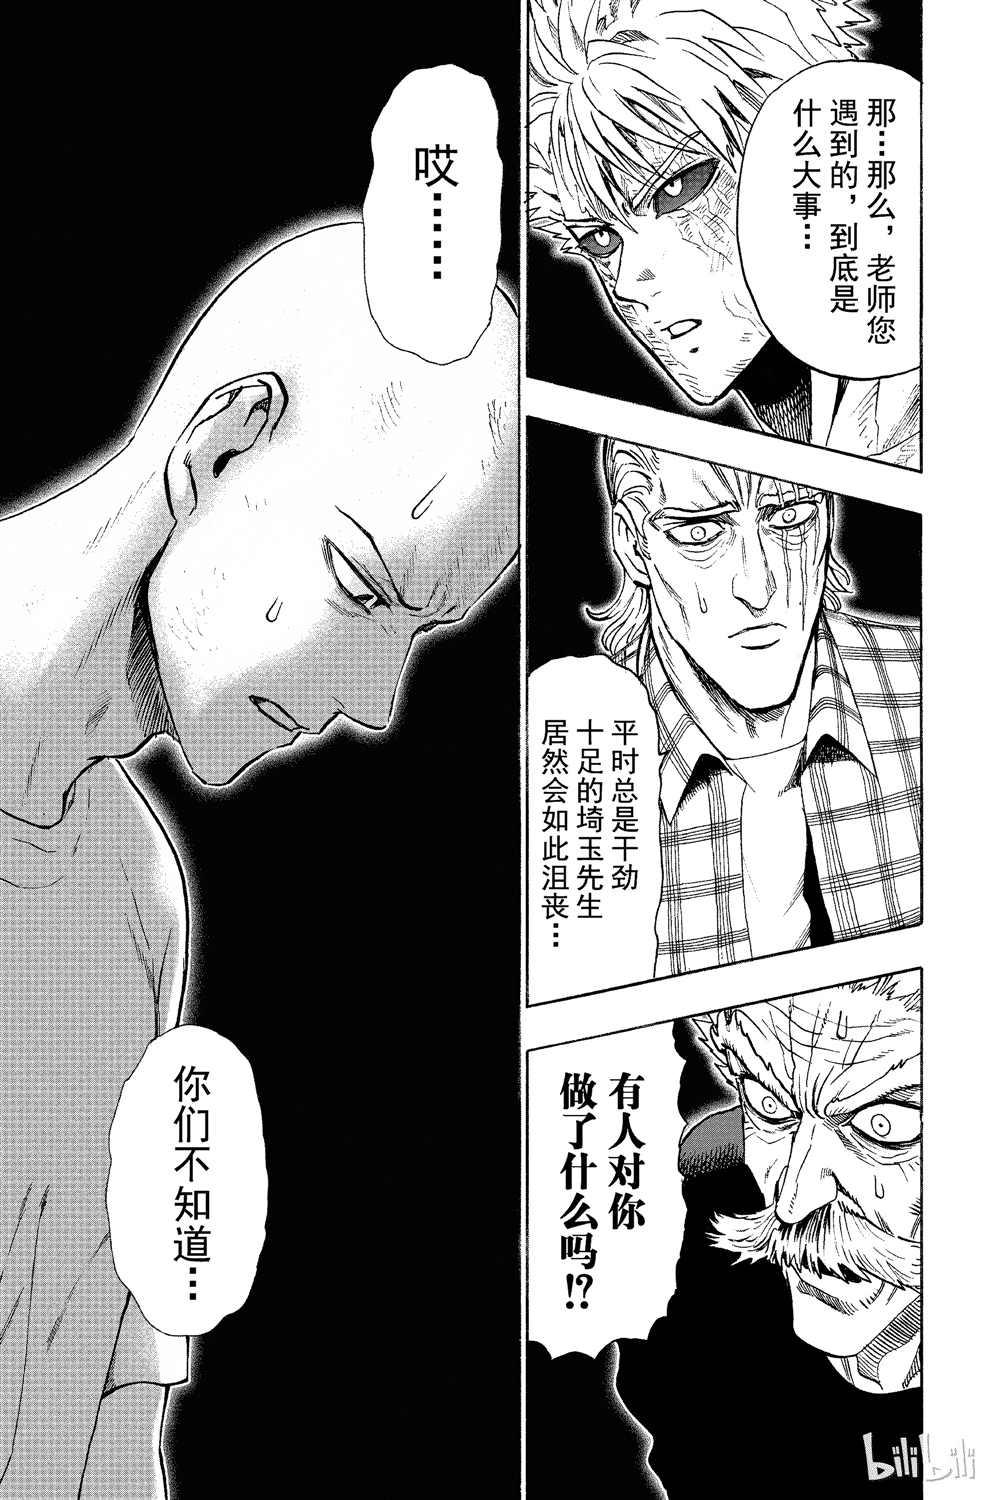 那…那么，老师您
遇到的，到底是
什么大事…
平时总是干劲
十足的埼玉先生
居然会如此沮丧…
有人对你
做了什么吗!?
哎……
你们不知道…
bilibili